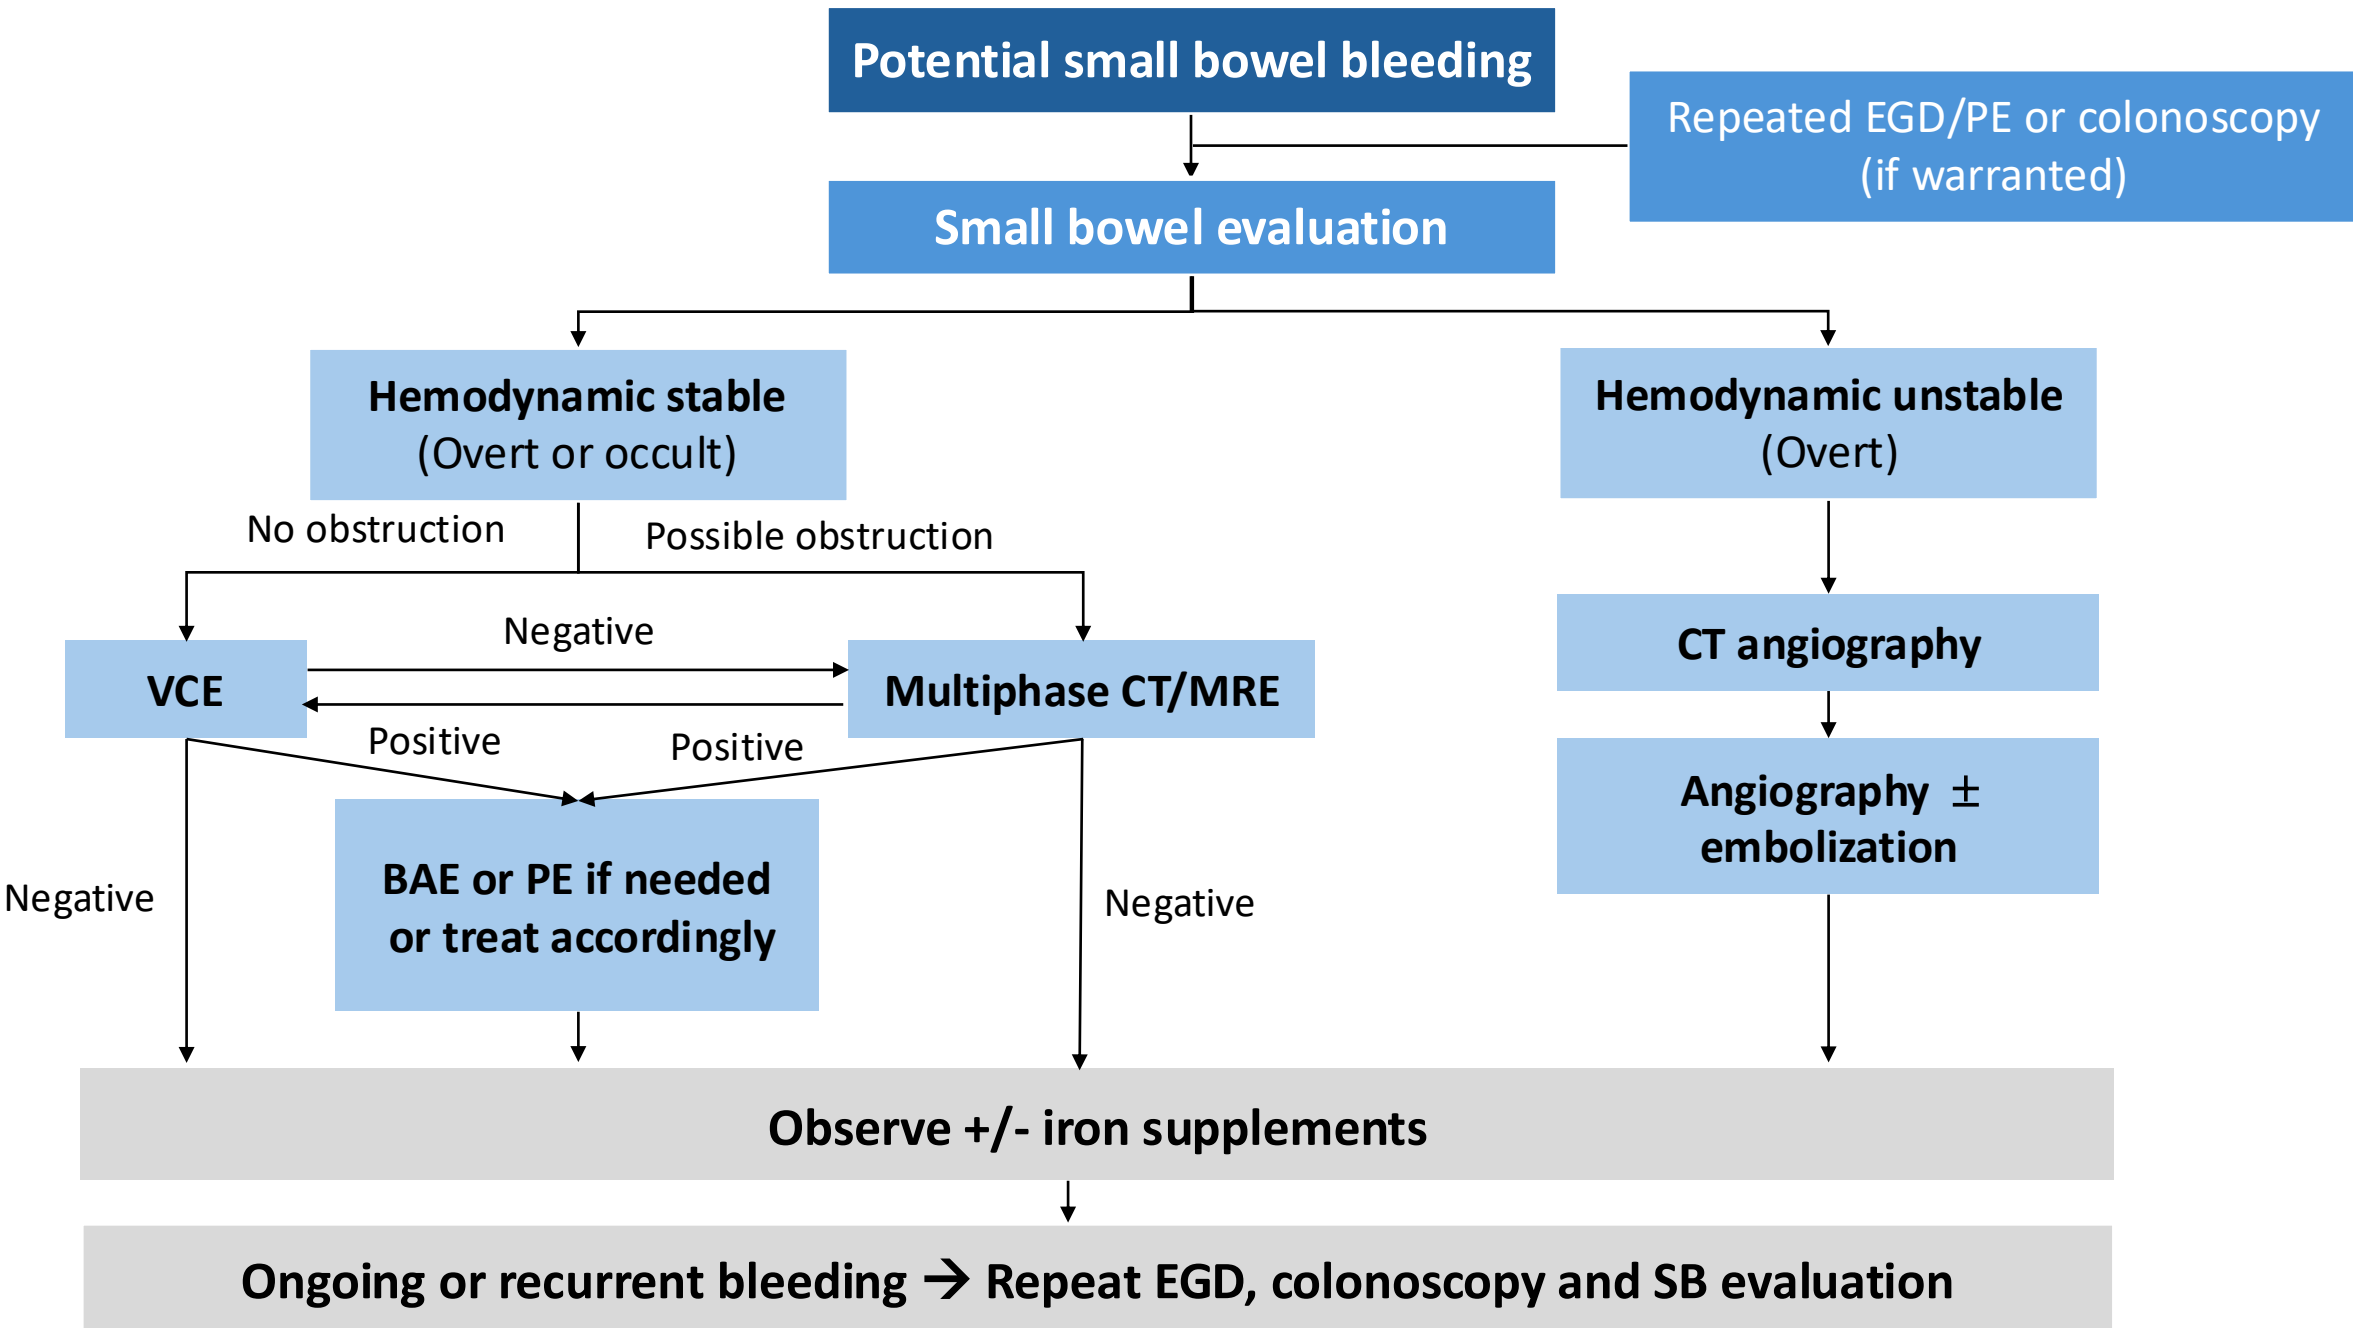 Potential small bowel bleeding
Repeated EGD/PE or colonoscopy
(if warranted)
Small bowel evaluation
Hemodynamic stable
(Overt or occult)
Hemodynamic unstable
(Overt)
No obstruction
Possible obstruction
Negative
VCE
Multiphase CT/MRE
CT angiography
Positive
Positive
Angiography ±
embolization
BAE or PE if needed
or treat accordingly
Negative
Negative
Observe +/- iron supplements
Ongoing or recurrent bleeding → Repeat EGD, colonoscopy and SB evaluation